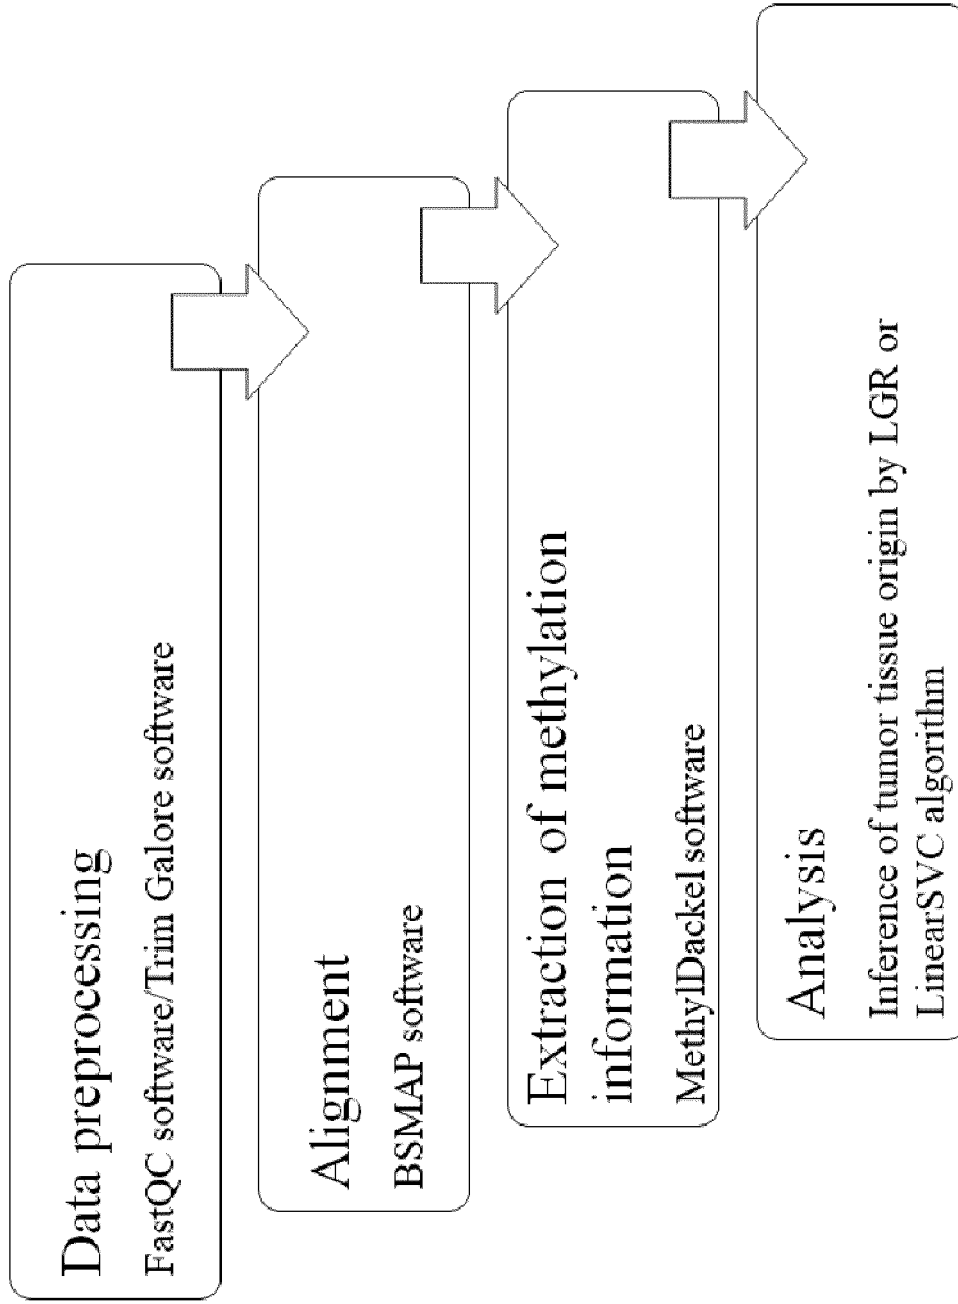 Data preprocessing
FastQC software/Trim Galore software
Alignment
BSMAP software
Extraction of methylation
information
MethylDackel software
Analysis
Inference of tumor tissue origin by LGR or
LinearSVC algorithm